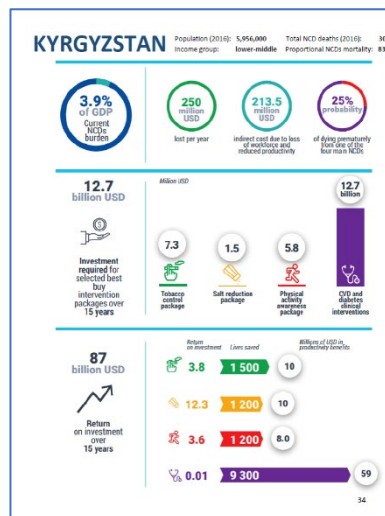 KYRGYZSTAN
Population (2016): 5,956,000
Total NCD deaths (2016): 30
Income group: lower-middle
Proportional NCDs mortality: 83
3.9%
of GDP
Current
NCDs
burden
250
million
USD
lost per year
213.5
million
USD
indirect cost due to loss
of workforce and
reduced productivity
25%
probability
of dying prematurely
from one of the
four main NCDs
12.7
billion USD
Investment
required for
selected best
buy
intervention
packages over
15 years
Million USD
7.3
Tobacco
control
package
1.5
Salt reduction
package
5.8
Physical
activity
awareness
package
12.7
billion
CVD and
diabetes
clinical
interventions
87
billion USD
Return
on investment
over
15 years
Return
on investment
Lives saved
Billions of USD in
productivity benefits
3.8 1 500 10
12.3 1 200 10
3.6 1 200 8.0
0.01 9 300 59
34